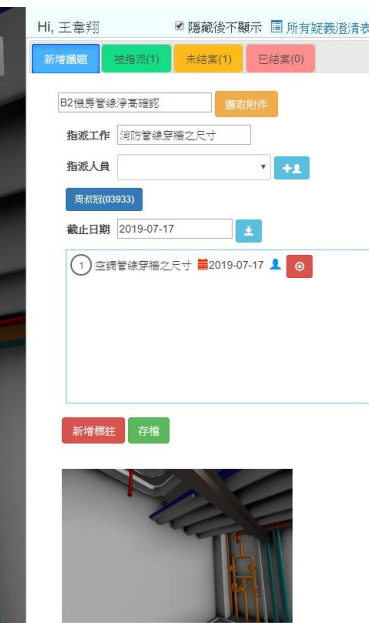 Hi, 王韋翔 隱藏後不顯示 所有疑義澄清表
新增議題 被指派(1) 未結案(1) 已結案(0)
B2機房管線淨高確認 選取附件
指派工作 消防管線穿牆之尺寸
指派人員
周叔冠(03933)
截止日期 2019-07-17
1 空調管線穿牆之尺寸 2019-07-17
新增標註 存檔